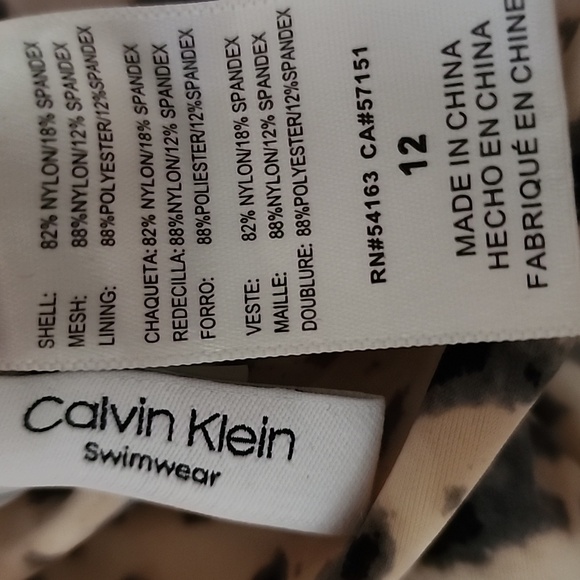 SHELL: 82% NYLON/18% SPANDEX
MESH: 88%NYLON/12% SPANDEX
LINING: 88%POLYESTER/12%SPANDEX
CHAQUETA: 82% NYLON/18% SPANDEX
REDECILLA: 88%NYLON/12% SPANDEX
FORRO: 88%POLIESTER/12%SPANDEX
VESTE: 82% NYLON/18% SPANDEX
MAILLE: 88%NYLON/12% SPANDEX
DOUBLURE: 88%POLYESTER/12%SPANDEX
RN#54163 CA#57151
12
MADE IN CHINA
HECHO EN CHINA
FABRIQUÉ EN CHINE
Calvin Klein
Swimwear